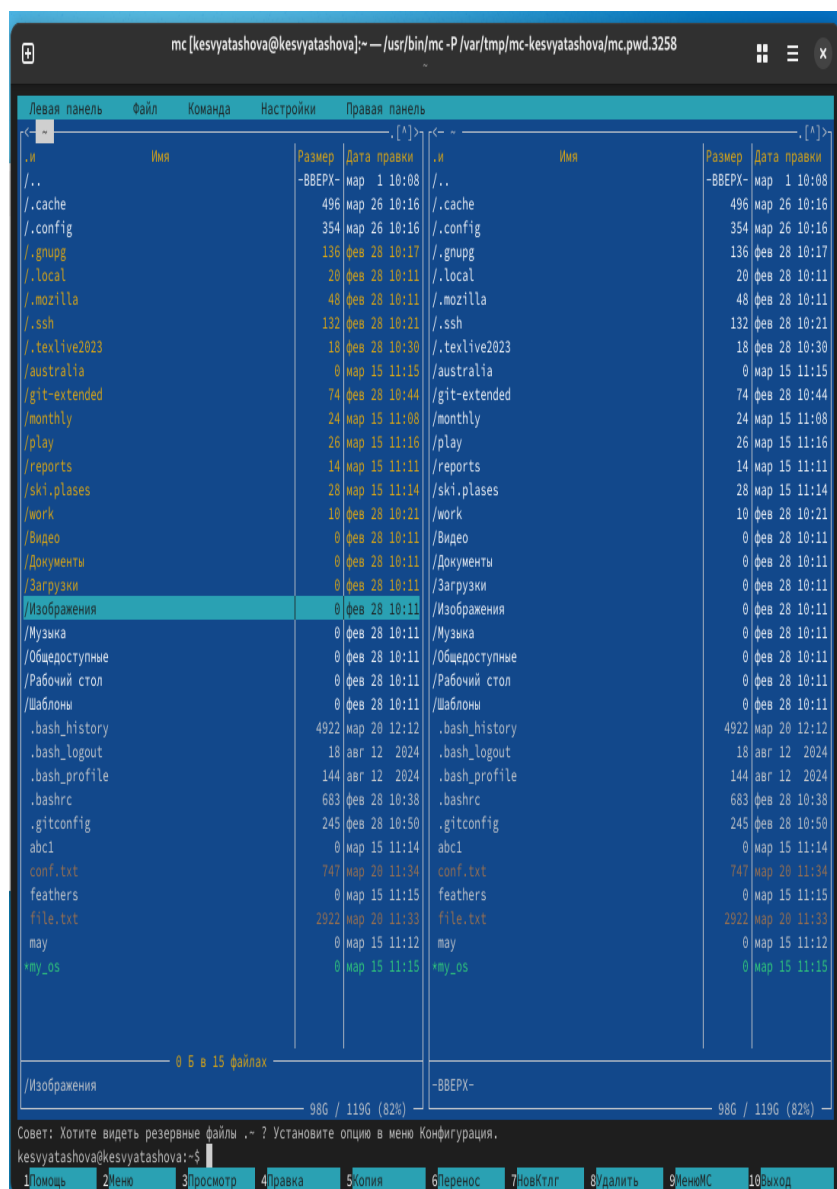 mc [kesvyatashova@kesvyatashova]:~ — /usr/bin/mc -P /var/tmp/mc-kesvyatashova/mc.pwd.3258
~
Левая панель Файл Команда Настройки Правая панель
<- ~ .[^]> <- ~ .[^]>
.и Имя Размер Дата правки .и Имя Размер Дата правки
/.. -ВВЕРХ- мар 1 10:08 /.. -ВВЕРХ- мар 1 10:08
/.cache 496 мар 26 10:16 /.cache 496 мар 26 10:16
/.config 354 мар 26 10:16 /.config 354 мар 26 10:16
/.gnupg 136 фев 28 10:17 /.gnupg 136 фев 28 10:17
/.local 20 фев 28 10:11 /.local 20 фев 28 10:11
/.mozilla 48 фев 28 10:11 /.mozilla 48 фев 28 10:11
/.ssh 132 фев 28 10:21 /.ssh 132 фев 28 10:21
/.texlive2023 18 фев 28 10:30 /.texlive2023 18 фев 28 10:30
/australia 0 мар 15 11:15 /australia 0 мар 15 11:15
/git-extended 74 фев 28 10:44 /git-extended 74 фев 28 10:44
/monthly 24 мар 15 11:08 /monthly 24 мар 15 11:08
/play 26 мар 15 11:16 /play 26 мар 15 11:16
/reports 14 мар 15 11:11 /reports 14 мар 15 11:11
/ski.plases 28 мар 15 11:14 /ski.plases 28 мар 15 11:14
/work 10 фев 28 10:21 /work 10 фев 28 10:21
/Видео 0 фев 28 10:11 /Видео 0 фев 28 10:11
/Документы 0 фев 28 10:11 /Документы 0 фев 28 10:11
/Загрузки 0 фев 28 10:11 /Загрузки 0 фев 28 10:11
/Изображения 0 фев 28 10:11 /Изображения 0 фев 28 10:11
/Музыка 0 фев 28 10:11 /Музыка 0 фев 28 10:11
/Общедоступные 0 фев 28 10:11 /Общедоступные 0 фев 28 10:11
/Рабочий стол 0 фев 28 10:11 /Рабочий стол 0 фев 28 10:11
/Шаблоны 0 фев 28 10:11 /Шаблоны 0 фев 28 10:11
.bash_history 4922 мар 20 12:12 .bash_history 4922 мар 20 12:12
.bash_logout 18 авг 12 2024 .bash_logout 18 авг 12 2024
.bash_profile 144 авг 12 2024 .bash_profile 144 авг 12 2024
.bashrc 683 фев 28 10:38 .bashrc 683 фев 28 10:38
.gitconfig 245 фев 28 10:50 .gitconfig 245 фев 28 10:50
abc1 0 мар 15 11:14 abc1 0 мар 15 11:14
conf.txt 747 мар 20 11:34 conf.txt 747 мар 20 11:34
feathers 0 мар 15 11:15 feathers 0 мар 15 11:15
file.txt 2922 мар 20 11:33 file.txt 2922 мар 20 11:33
may 0 мар 15 11:12 may 0 мар 15 11:12
*my_os 0 мар 15 11:15 *my_os 0 мар 15 11:15
0 Б в 15 файлах
/Изображения -ВВЕРХ-
98G / 119G (82%) 98G / 119G (82%)
Совет: Хотите видеть резервные файлы .~ ? Установите опцию в меню Конфигурация.
kesvyatashova@kesvyatashova:~$
1Помощь 2Меню 3Просмотр 4Правка 5Копия 6Перенос 7НовКтлг 8Удалить 9МенюMC 10Выход